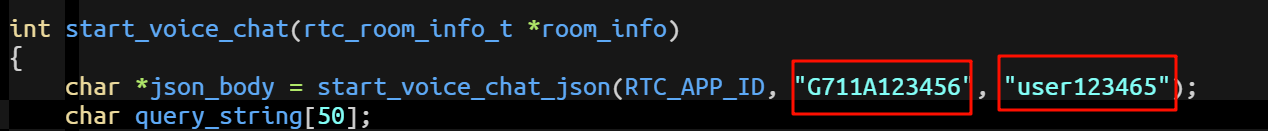 int start_voice_chat(rtc_room_info_t *room_info)
{
    char *json_body = start_voice_chat_json(RTC_APP_ID, "G711A123456", "user123465");
    char query_string[50];